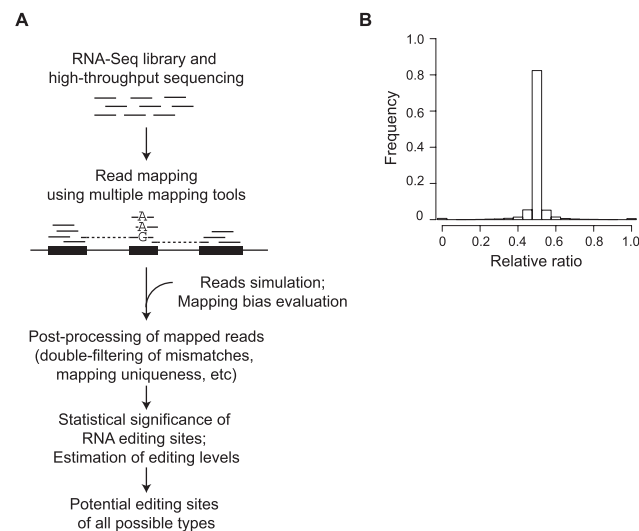 A
RNA-Seq library and
high-throughput sequencing
Read mapping
using multiple mapping tools
A
A
G
Reads simulation;
Mapping bias evaluation
Post-processing of mapped reads
(double-filtering of mismatches,
mapping uniqueness, etc)
Statistical significance of
RNA editing sites;
Estimation of editing levels
Potential editing sites
of all possible types
B
Frequency
1.0
0.8
0.6
0.4
0.2
0
0 0.2 0.4 0.6 0.8 1.0
Relative ratio